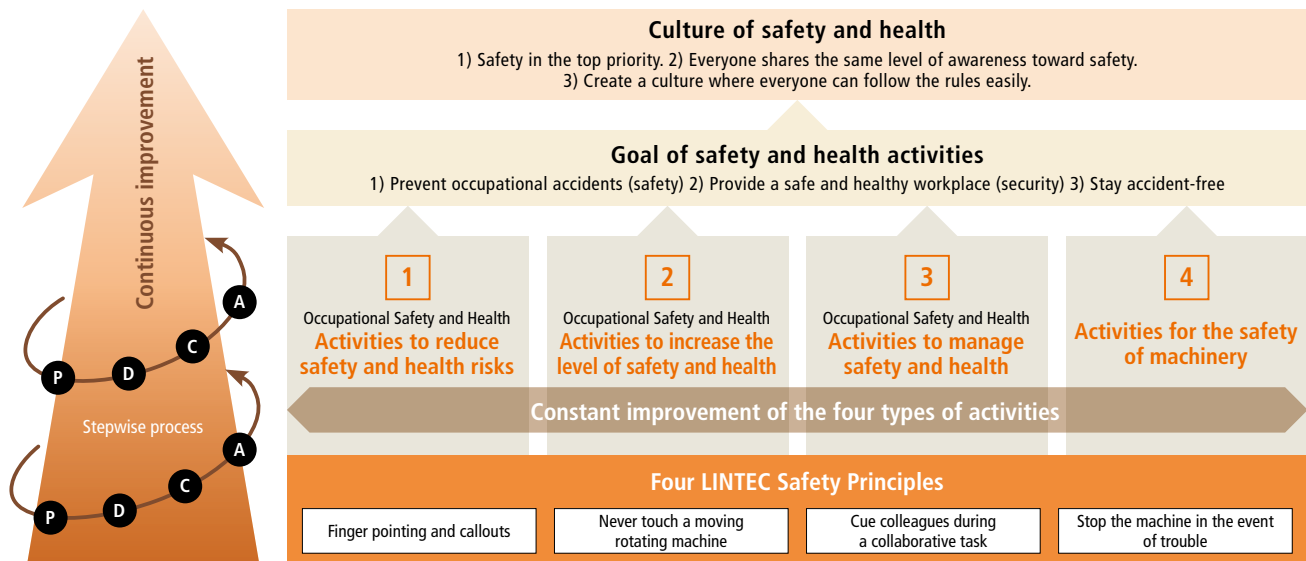 Continuous improvement
A
C
D
P
Stepwise process
A
C
D
P
Culture of safety and health
1) Safety in the top priority. 2) Everyone shares the same level of awareness toward safety.
3) Create a culture where everyone can follow the rules easily.
Goal of safety and health activities
1) Prevent occupational accidents (safety) 2) Provide a safe and healthy workplace (security) 3) Stay accident-free
1
Occupational Safety and Health
Activities to reduce
safety and health risks
2
Occupational Safety and Health
Activities to increase the
level of safety and health
3
Occupational Safety and Health
Activities to manage
safety and health
4
Activities for the safety
of machinery
Constant improvement of the four types of activities
Four LINTEC Safety Principles
Finger pointing and callouts
Never touch a moving
rotating machine
Cue colleagues during
a collaborative task
Stop the machine in the event
of trouble